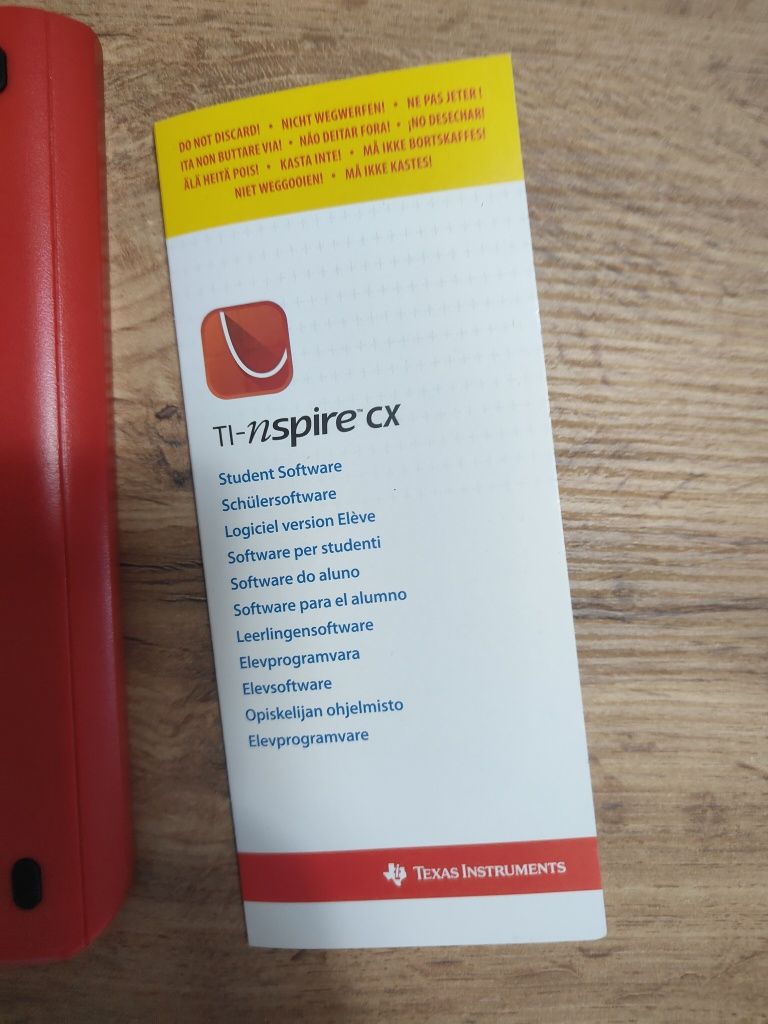 DO NOT DISCARD! • NICHT WEGWERFEN! • NE PAS JETER !
ITA NON BUTTARE VIA! • NÃO DEITAR FORA! • ¡NO DESECHAR!
ÄLÄ HEITÄ POIS! • KASTA INTE! • MÅ IKKE BORTSKAFFES!
NIET WEGGOOIEN! • MÅ IKKE KASTES!
TI-nspire™ CX
Student Software
Schülersoftware
Logiciel version Elève
Software per studenti
Software do aluno
Software para el alumno
Leerlingensoftware
Elevprogramvara
Elevsoftware
Opiskelijan ohjelmisto
Elevprogramvare
TEXAS INSTRUMENTS